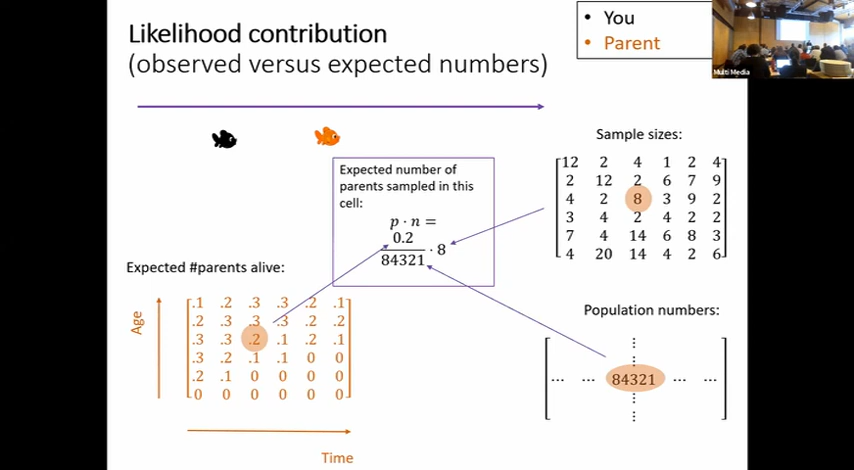 Likelihood contribution
(observed versus expected numbers)
• You
• Parent
Multi Media
Sample sizes:
12 2 4 1 2 4
2 12 2 6 7 9
4 2 8 3 9 2
3 4 2 4 2 2
7 4 14 6 8 3
4 20 14 4 2 6
Expected number of
parents sampled in this
cell:
p · n =
0.2
84321 · 8
Expected #parents alive:
Age
.1 .2 .3 .3 .2 .1
.2 .3 .3 .3 .2 .2
.3 .3 .2 .1 .2 .1
.3 .2 .1 .1 0 0
.2 .1 0 0 0 0
0 0 0 0 0 0
Time
Population numbers:
⋮
⋮
... ... 84321 ... ...
⋮
⋮